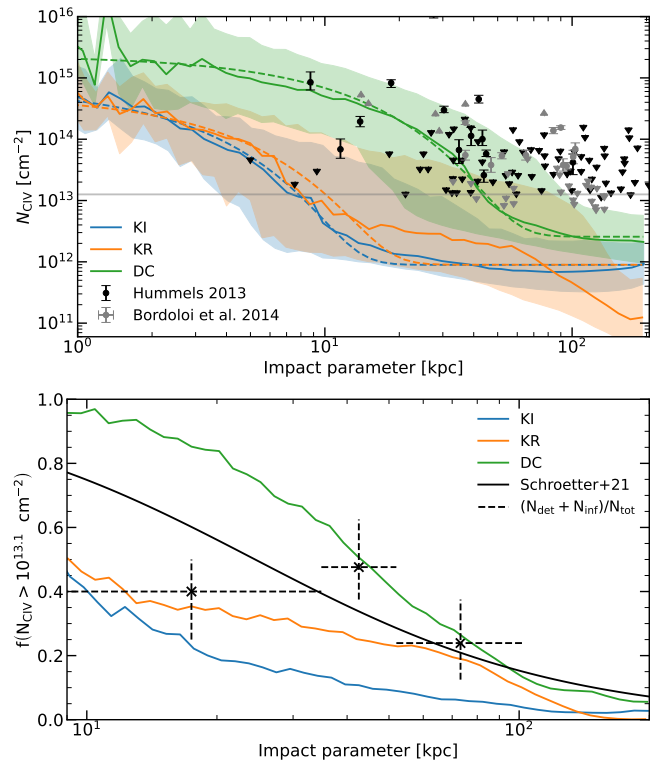 10^16
10^15
10^14
10^13
10^12
10^11
N_CIV [cm^−2]
KI
KR
DC
Hummels 2013
Bordoloi et al. 2014
10^0 10^1 10^2
Impact parameter [kpc]
1.0
0.8
0.6
0.4
0.2
0.0
f(N_CIV > 10^13.1 cm^−2)
KI
KR
DC
Schroetter+21
(N_det + N_inf)/N_tot
10^1 10^2
Impact parameter [kpc]